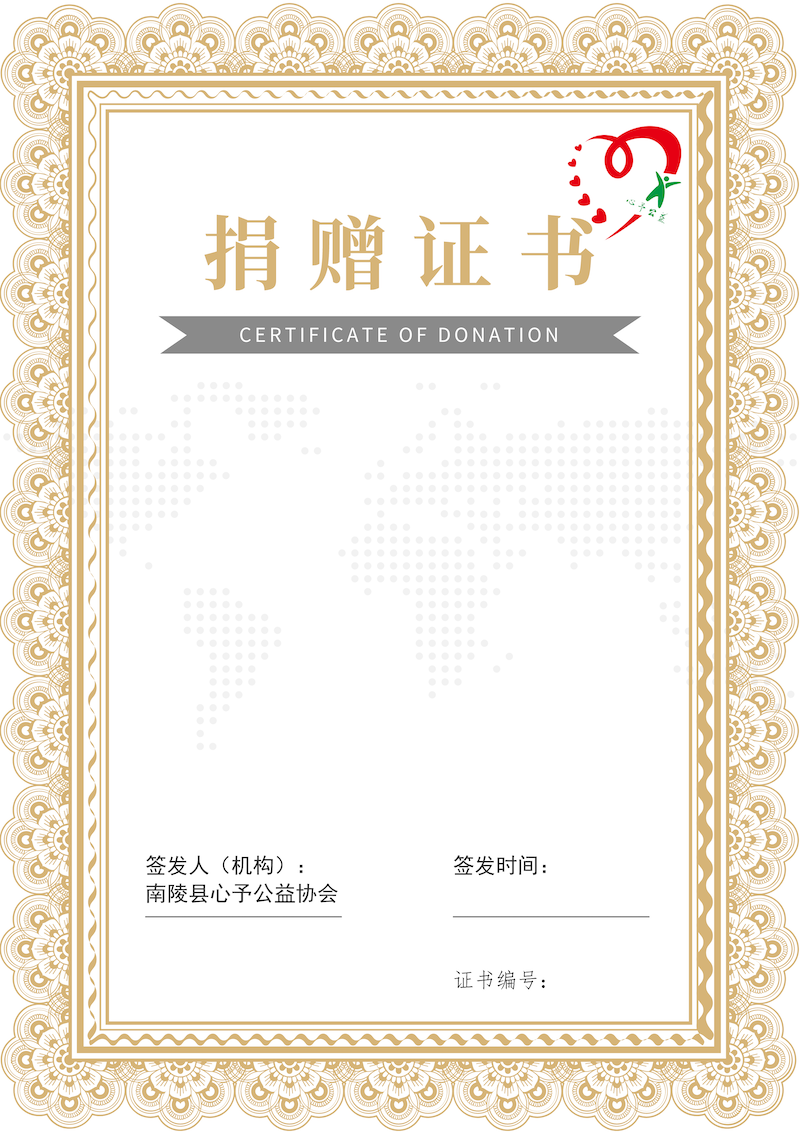 心予公益
捐赠证书
CERTIFICATE OF DONATION
签发人（机构）：
南陵县心予公益协会
签发时间：
证书编号：